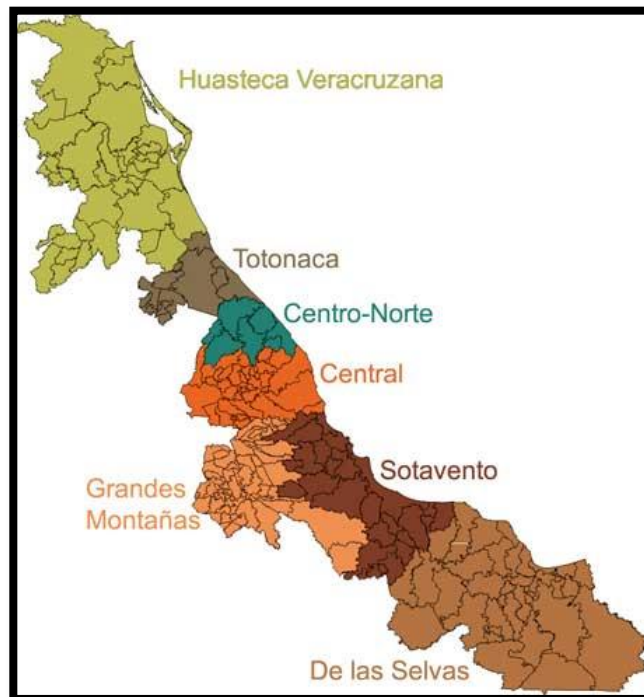 Huasteca Veracruzana
Totonaca
Centro-Norte
Central
Sotavento
Grandes
Montañas
De las Selvas